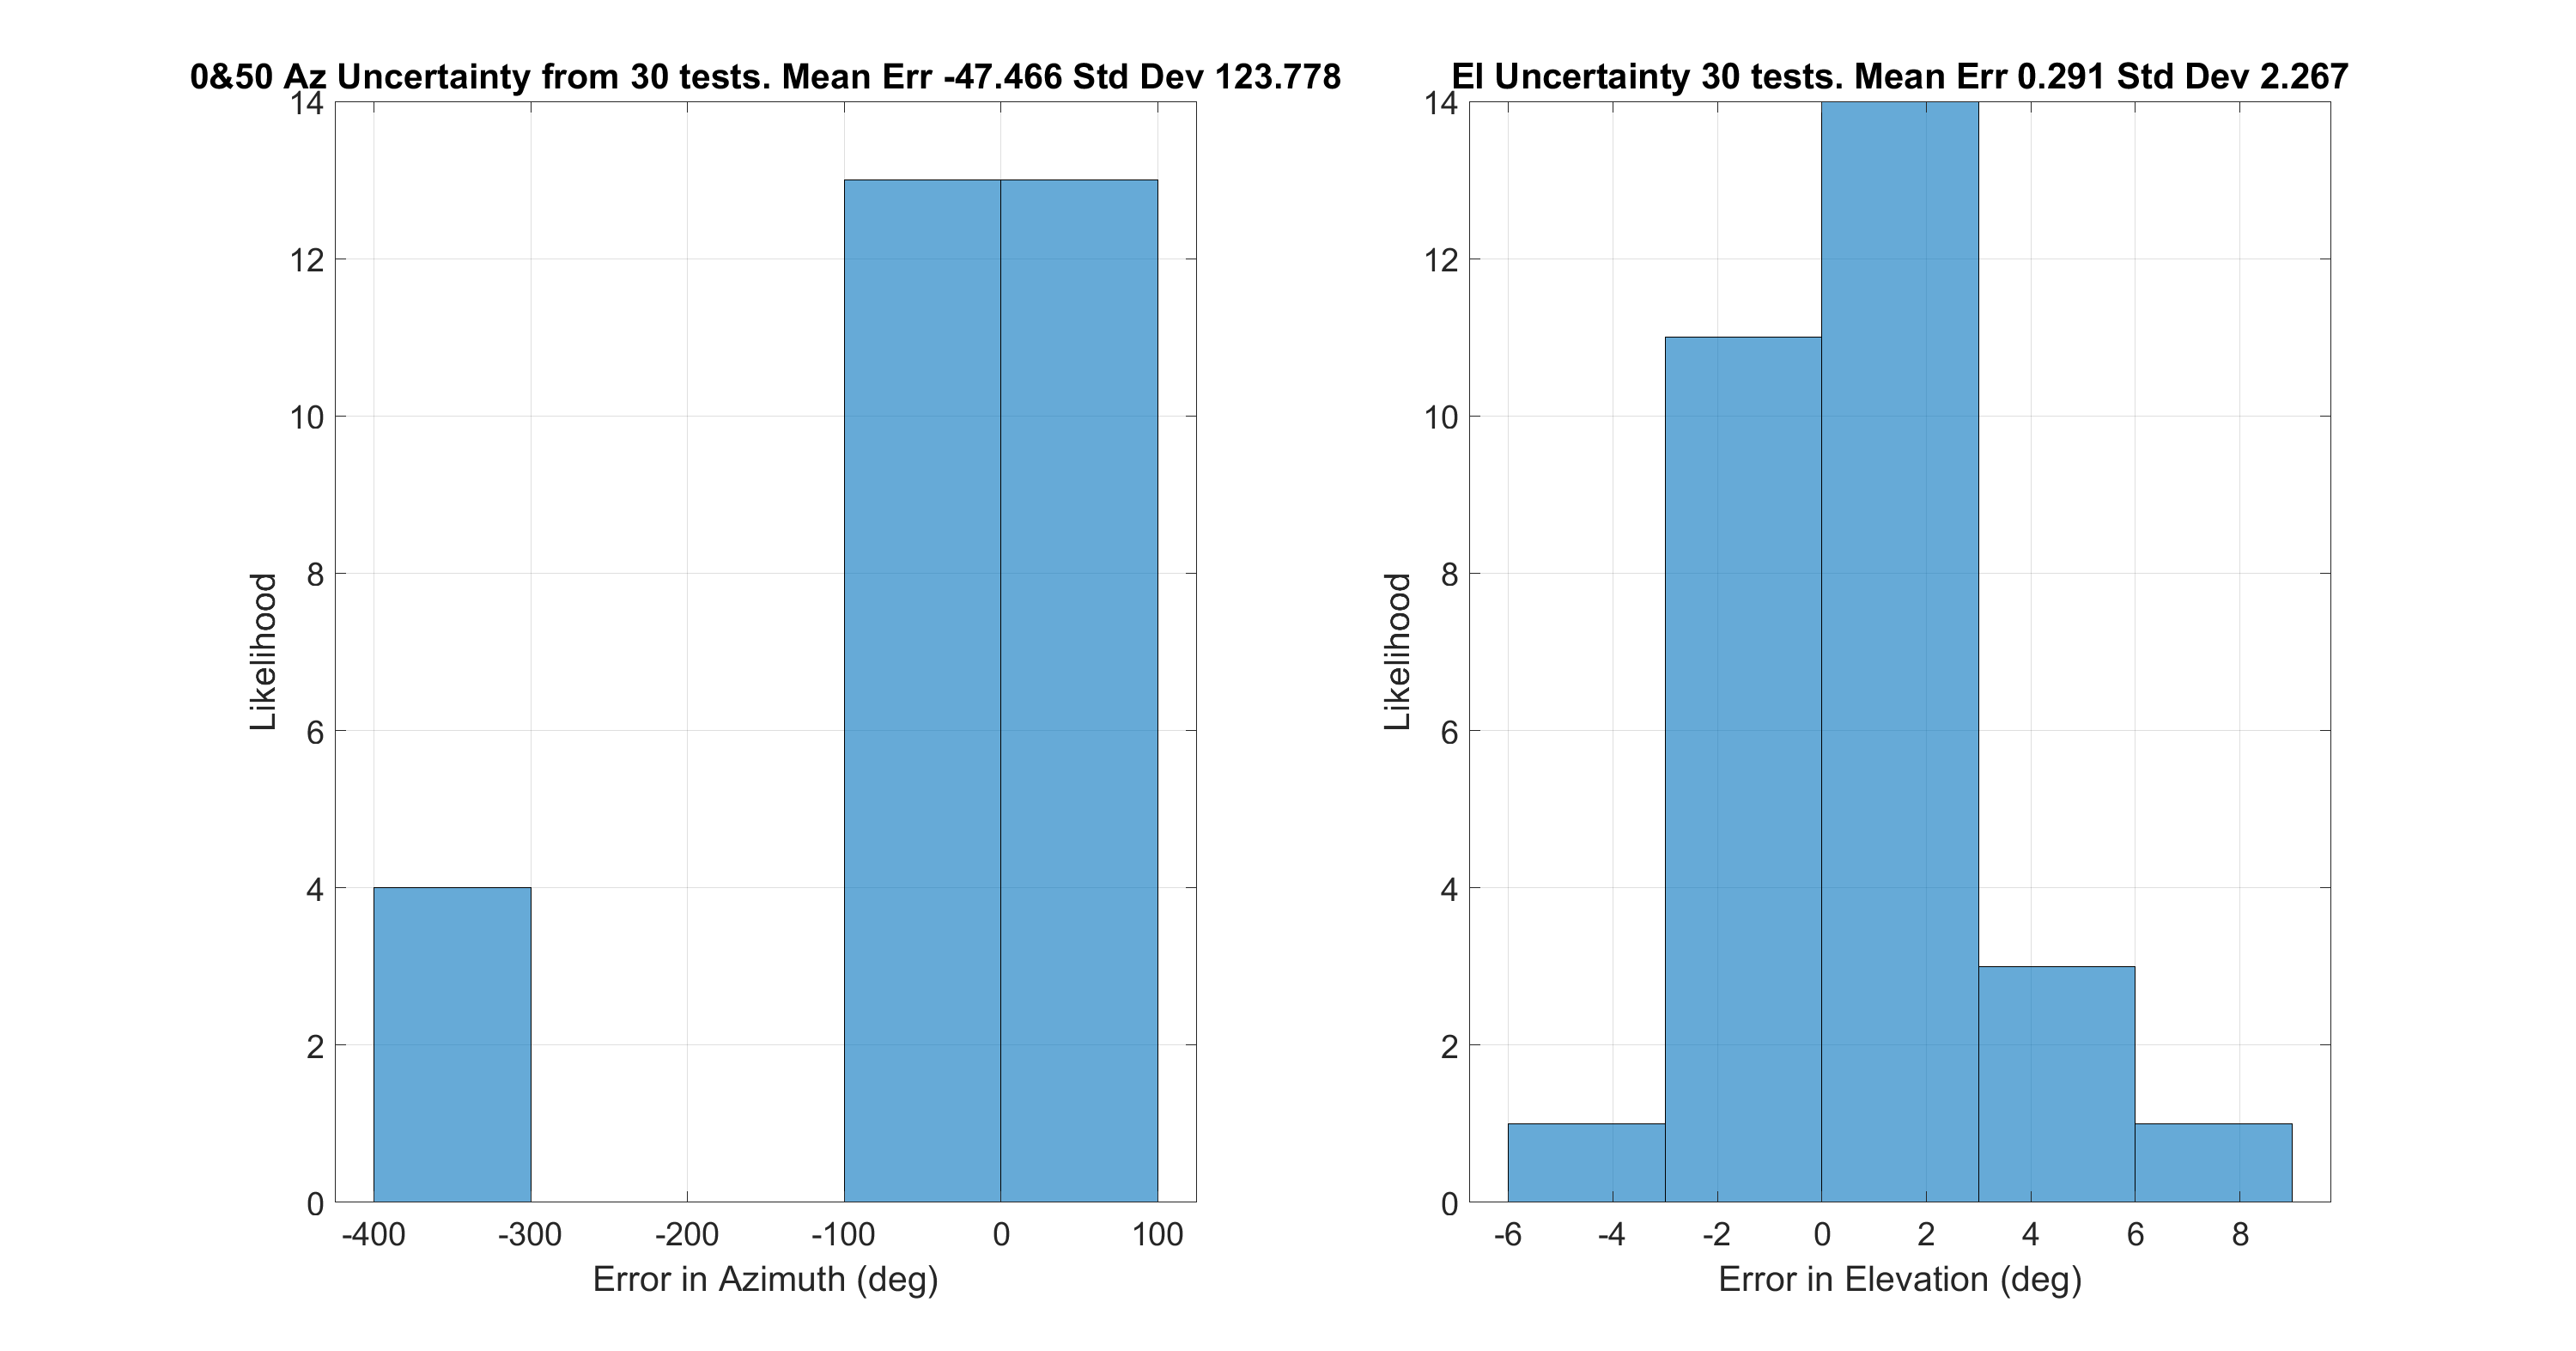 0&50 Az Uncertainty from 30 tests. Mean Err -47.466 Std Dev 123.778
14
12
10
8
6
4
2
0
Likelihood
-400 -300 -200 -100 0 100
Error in Azimuth (deg)
El Uncertainty 30 tests. Mean Err 0.291 Std Dev 2.267
14
12
10
8
6
4
2
0
Likelihood
-6 -4 -2 0 2 4 6 8
Error in Elevation (deg)